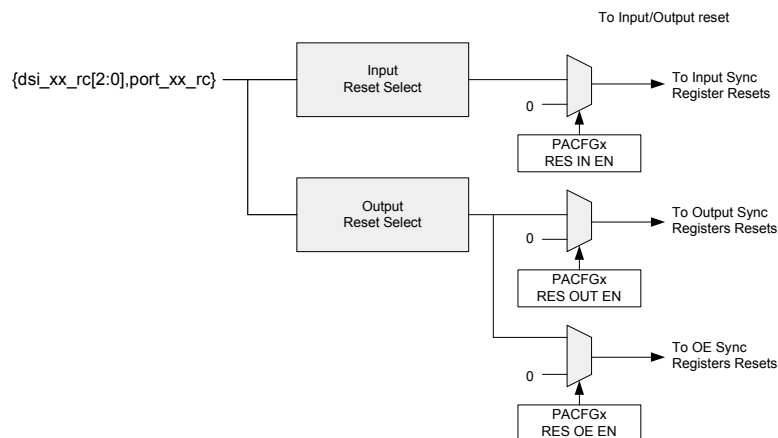 To Input/Output reset
{dsi_xx_rc[2:0],port_xx_rc}
Input
Reset Select
0
To Input Sync
Register Resets
PACFGx
RES IN EN
Output
Reset Select
0
To Output Sync
Registers Resets
PACFGx
RES OUT EN
0
To OE Sync
Registers Resets
PACFGx
RES OE EN